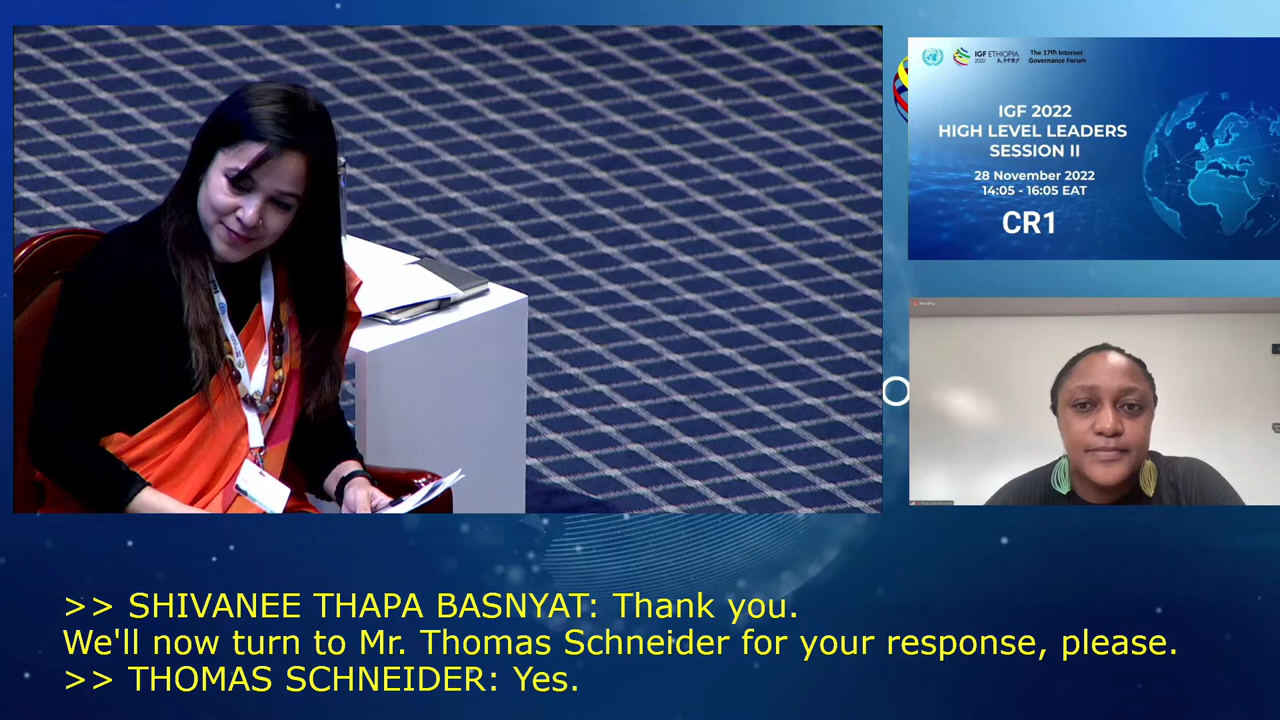 IGF ETHIOPIA
2022 ኢትዮጵያ
The 17th Internet
Governance Forum
IGF 2022
HIGH LEVEL LEADERS
SESSION II
28 November 2022
14:05 - 16:05 EAT
CR1
O
>> SHIVANEE THAPA BASNYAT: Thank you.
We'll now turn to Mr. Thomas Schneider for your response, please.
>> THOMAS SCHNEIDER: Yes.